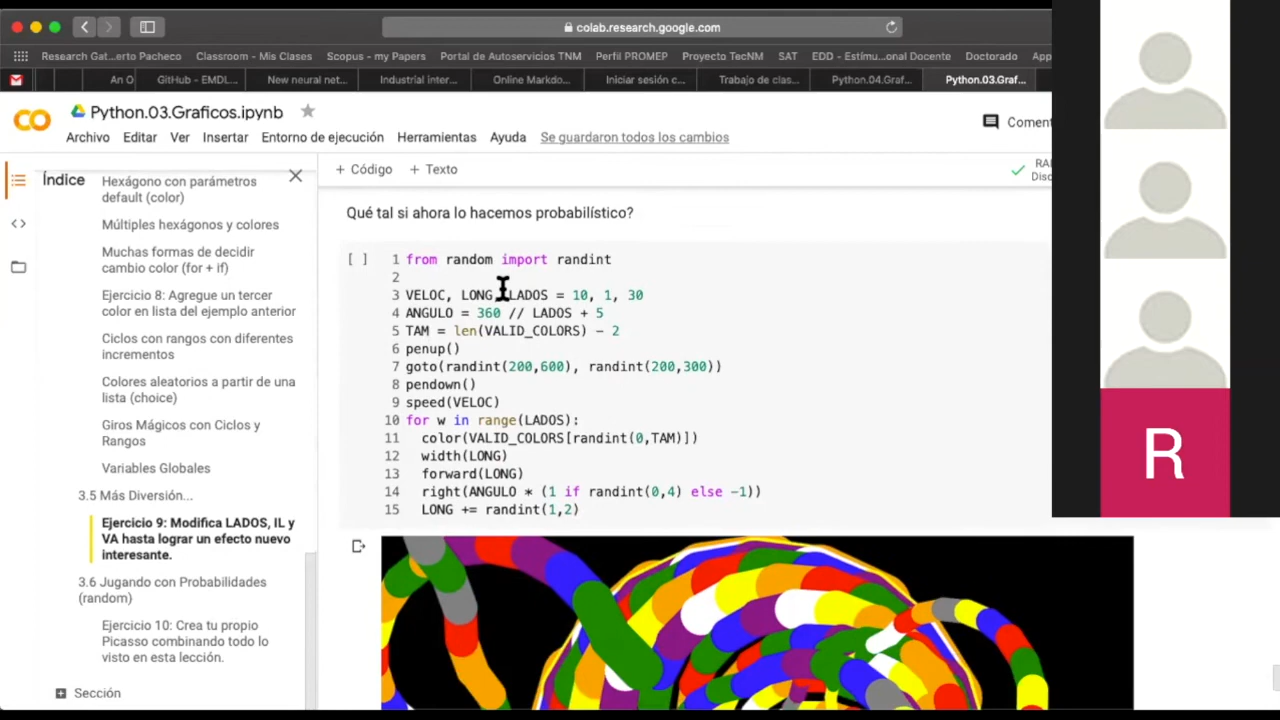 colab.research.google.com
Research Gat...erto Pacheco Classroom - Mis Clases Scopus - my Papers Portal de Autoservicios TNM Perfil PROMEP Proyecto TecNM SAT EDD - Estímu...onal Docente Doctorado App
An O GitHub - EMDL... New neural net... Industrial inter... Online Markdo... Iniciar sesión c... Trabajo de clas... Python.04.Graf... Python.03.Graf...
Python.03.Graficos.ipynb
Coment
Archivo Editar Ver Insertar Entorno de ejecución Herramientas Ayuda Se guardaron todos los cambios
Índice
+ Código + Texto
RA
Disc
Hexágono con parámetros
default (color)
Múltiples hexágonos y colores
Muchas formas de decidir
cambio color (for + if)
Ejercicio 8: Agregue un tercer
color en lista del ejemplo anterior
Ciclos con rangos con diferentes
incrementos
Colores aleatorios a partir de una
lista (choice)
Giros Mágicos con Ciclos y
Rangos
Variables Globales
3.5 Más Diversión...
Ejercicio 9: Modifica LADOS, IL y
VA hasta lograr un efecto nuevo
interesante.
3.6 Jugando con Probabilidades
(random)
Ejercicio 10: Crea tu propio
Picasso combinando todo lo
visto en esta lección.
Sección
Qué tal si ahora lo hacemos probabilístico?
[ ]
1 from random import randint
2
3 VELOC, LONG, LADOS = 10, 1, 30
4 ANGULO = 360 // LADOS + 5
5 TAM = len(VALID_COLORS) - 2
6 penup()
7 goto(randint(200,600), randint(200,300))
8 pendown()
9 speed(VELOC)
10 for w in range(LADOS):
11 color(VALID_COLORS[randint(0,TAM)])
12 width(LONG)
13 forward(LONG)
14 right(ANGULO * (1 if randint(0,4) else -1))
15 LONG += randint(1,2)
R